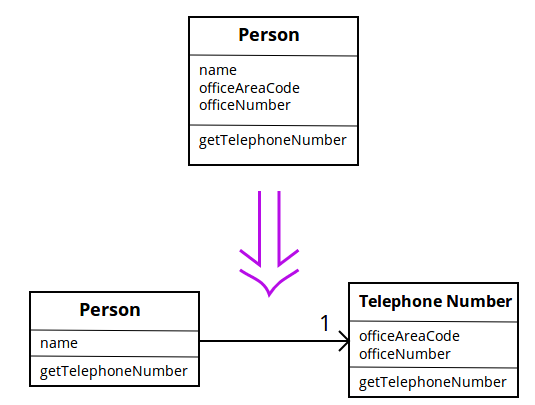 Person
name
officeAreaCode
officeNumber
getTelephoneNumber
Person
name
getTelephoneNumber
1
Telephone Number
officeAreaCode
officeNumber
getTelephoneNumber